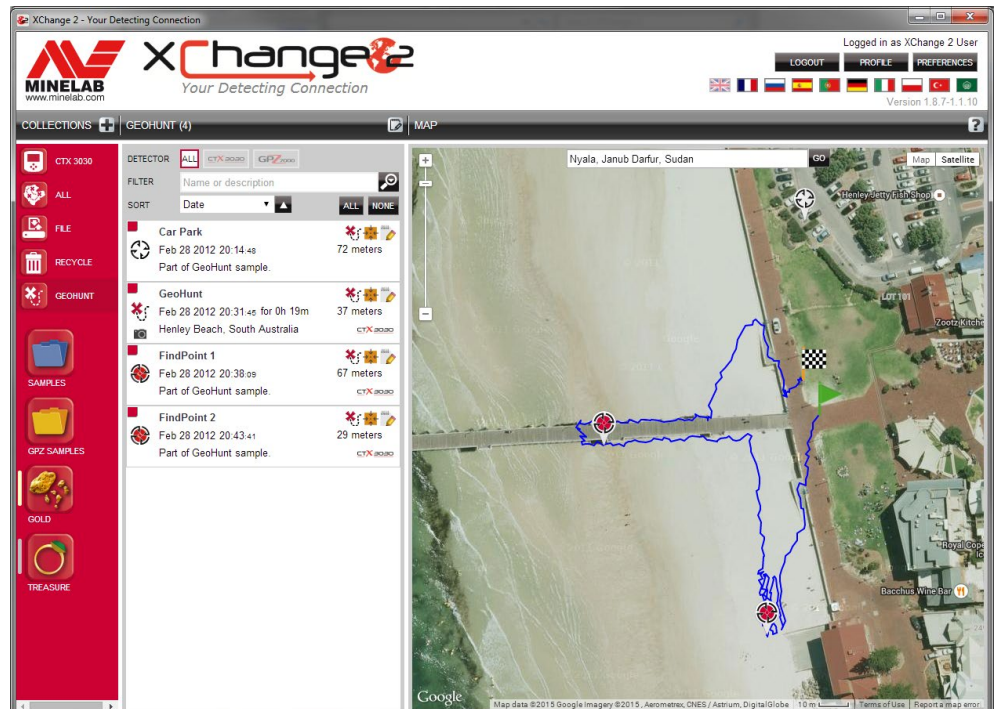 XChange 2 - Your Detecting Connection
MINELAB
www.minelab.com
XChange2
Your Detecting Connection
Logged in as XChange 2 User
LOGOUT PROFILE PREFERENCES
Version 1.8.7-1.1.10
COLLECTIONS
GEOHUNT (4)
MAP
?
CTX 3030
ALL
FILE
RECYCLE
GEOHUNT
SAMPLES
GPZ SAMPLES
GOLD
TREASURE
DETECTOR ALL CTX 3030 GPZ 7000
FILTER Name or description
SORT Date ALL NONE
Car Park
Feb 28 2012 20:14:48 72 meters
Part of GeoHunt sample.
GeoHunt
Feb 28 2012 20:31:45 for 0h 19m 37 meters
Henley Beach, South Australia CTX 3030
FindPoint 1
Feb 28 2012 20:38:09 67 meters
Part of GeoHunt sample. CTX 3030
FindPoint 2
Feb 28 2012 20:43:41 29 meters
Part of GeoHunt sample. CTX 3030
Nyala, Janub Darfur, Sudan GO
Map Satellite
Henley Jetty Fish Shop
LOT 101
Zootz Kitche
Royal Cope
Bacchus Wine Bar
Google
Map data ©2015 Google Imagery ©2015 , Aerometrex, CNES / Astrium, DigitalGlobe 10 m Terms of Use Report a map error